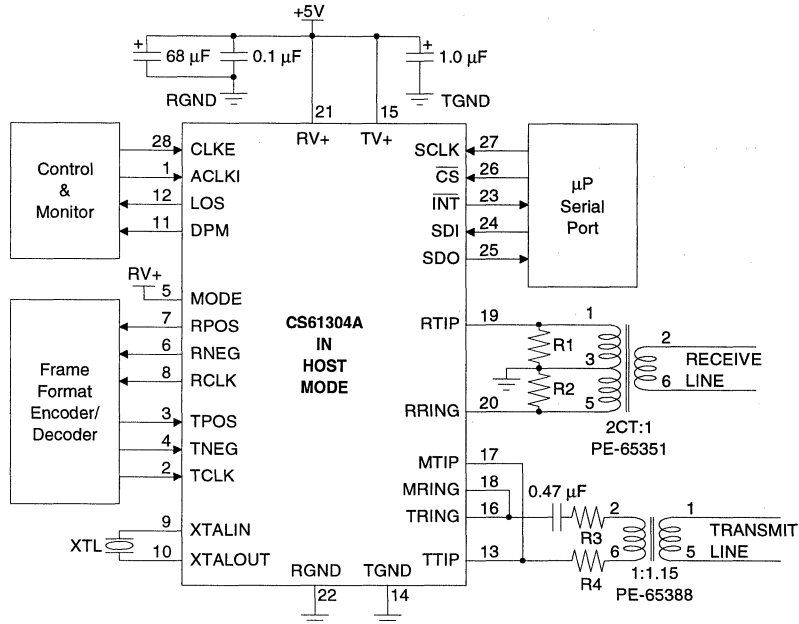 +5V
+
68 µF
0.1 µF
+
1.0 µF
RGND
TGND
21
15
RV+
TV+
Control
&
Monitor
28
CLKE
1
ACLKI
12
LOS
11
DPM
SCLK
27
CS
26
INT
23
SDI
24
SDO
25
µP
Serial
Port
RV+
5
MODE
7
RPOS
6
RNEG
8
RCLK
3
TPOS
4
TNEG
2
TCLK
Frame
Format
Encoder/
Decoder
CS61304A
IN
HOST
MODE
RTIP
19
1
R1
3
R2
RRING
20
5
2
RECEIVE
6
LINE
2CT:1
PE-65351
MTIP
17
MRING
18
TRING
16
0.47 µF
R3
2
1
TRANSMIT
TTIP
13
R4
6
5
LINE
1:1.15
PE-65388
XTL
9
XTALIN
10
XTALOUT
RGND
TGND
22
14